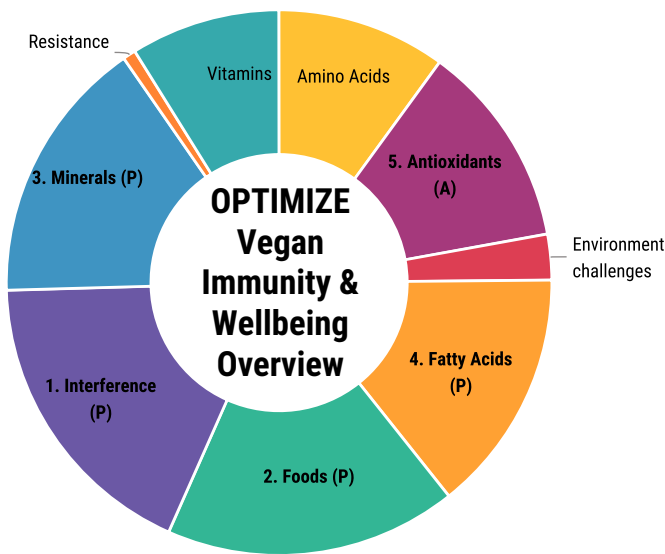 Resistance
Vitamins
Amino Acids
3. Minerals (P)
5. Antioxidants
(A)
OPTIMIZE
Vegan
Immunity &
Wellbeing
Overview
Environment
challenges
4. Fatty Acids
(P)
1. Interference
(P)
2. Foods (P)